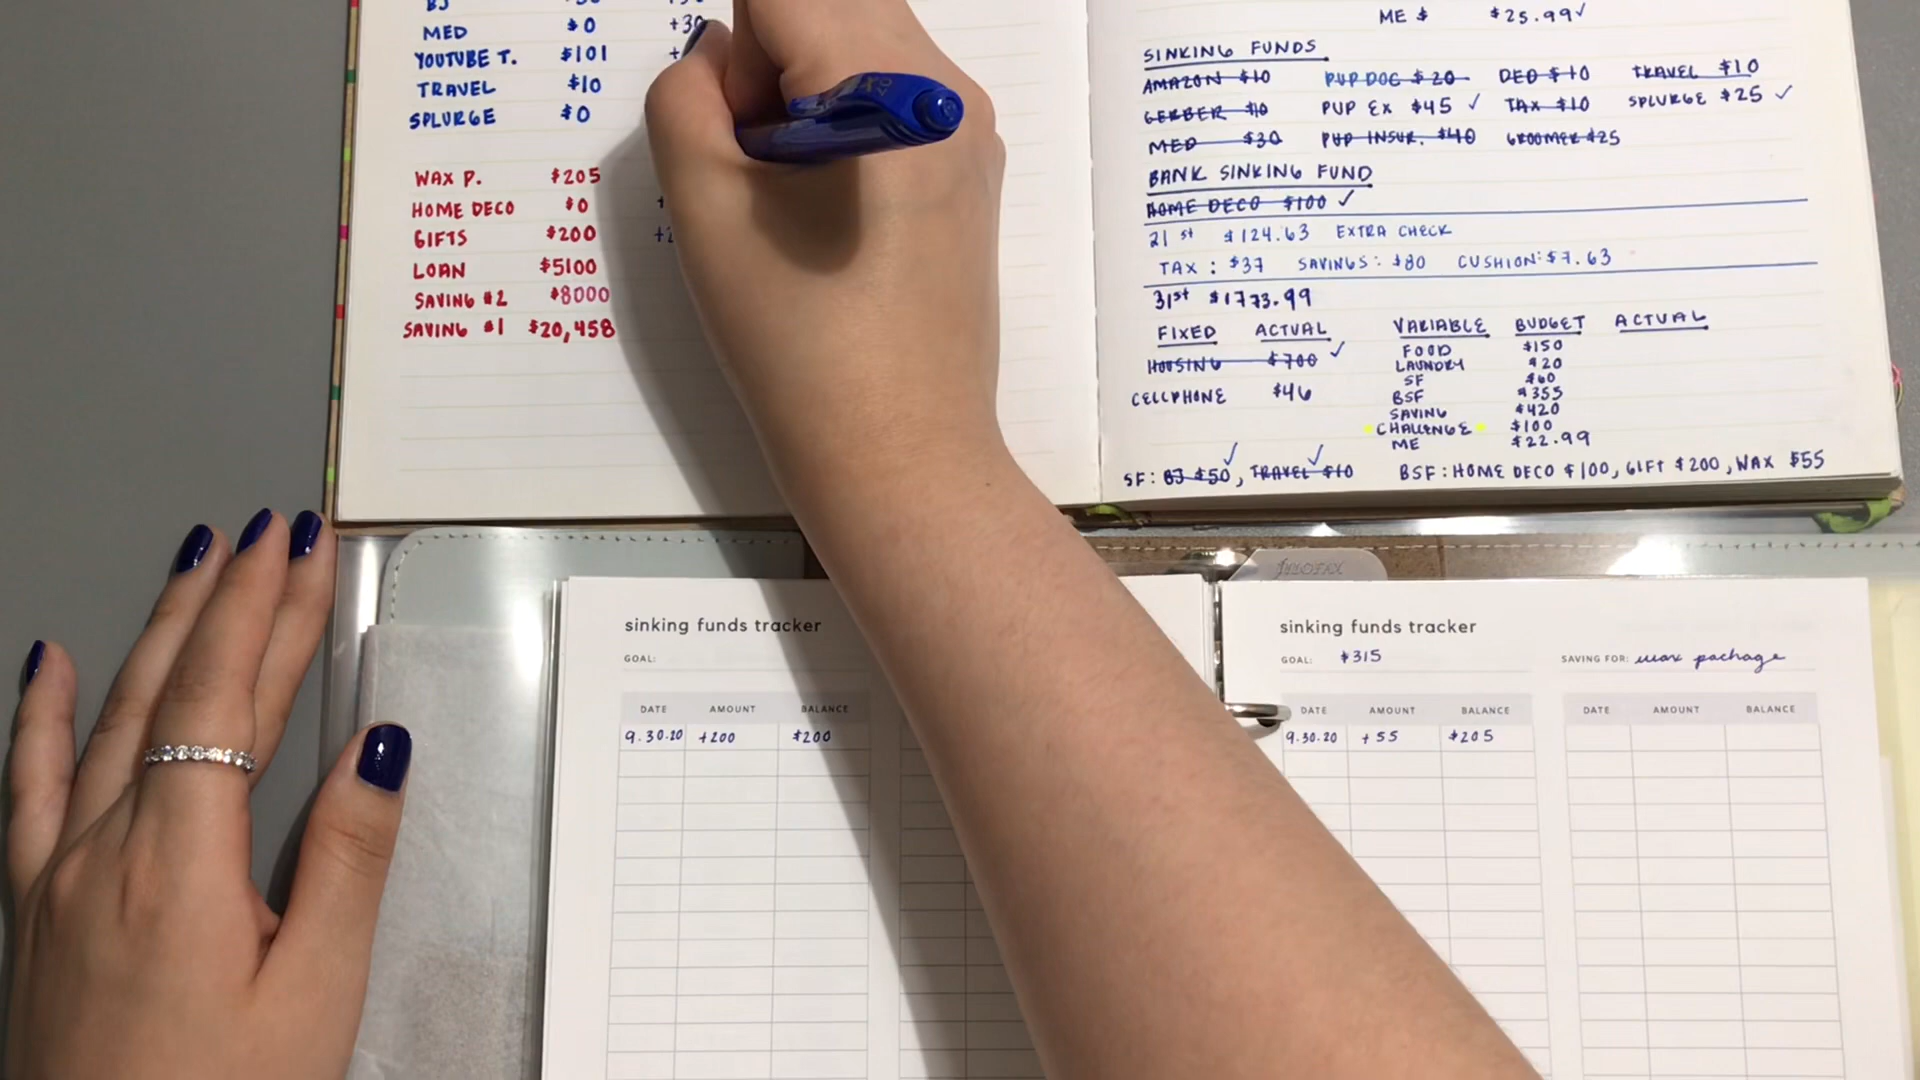 BJ
MED $0 +30
YOUTUBE T. $101
TRAVEL $10
SPLURGE $0
WAX P. $205
HOME DECO $0
GIFTS $200
LOAN $5100
SAVING #2 $8000
SAVING #1 $20,458
ME $ $25.99✓
SINKING FUNDS
AMAZON $10 PUP DOC $20 DEO $10 TRAVEL $10
GERBER $10 PUP EX $45 ✓ TAX $10 SPLURGE $25 ✓
MED $30 PUP INSUR. $40 GROOMER $25
BANK SINKING FUND
HOME DECO $100 ✓
21st $124.63 EXTRA CHECK
TAX : $37 SAVINGS: $80 CUSHION: $7.63
31st $1773.99
FIXED ACTUAL VARIABLE BUDGET ACTUAL
HOUSING $700 ✓ FOOD $150
LAUNDRY $20
SF $60
CELLPHONE $46 BSF $355
SAVING $420
CHALLENGE $100
ME $22.99
SF: BJ $50 ✓, TRAVEL $10 ✓ BSF: HOME DECO $100, GIFT $200, WAX $55
filofax
sinking funds tracker
GOAL:
DATE AMOUNT BALANCE
9.30.20 +200 $200
sinking funds tracker
GOAL: $315 SAVING FOR: wax package
DATE AMOUNT BALANCE DATE AMOUNT BALANCE
9.30.20 +55 $205